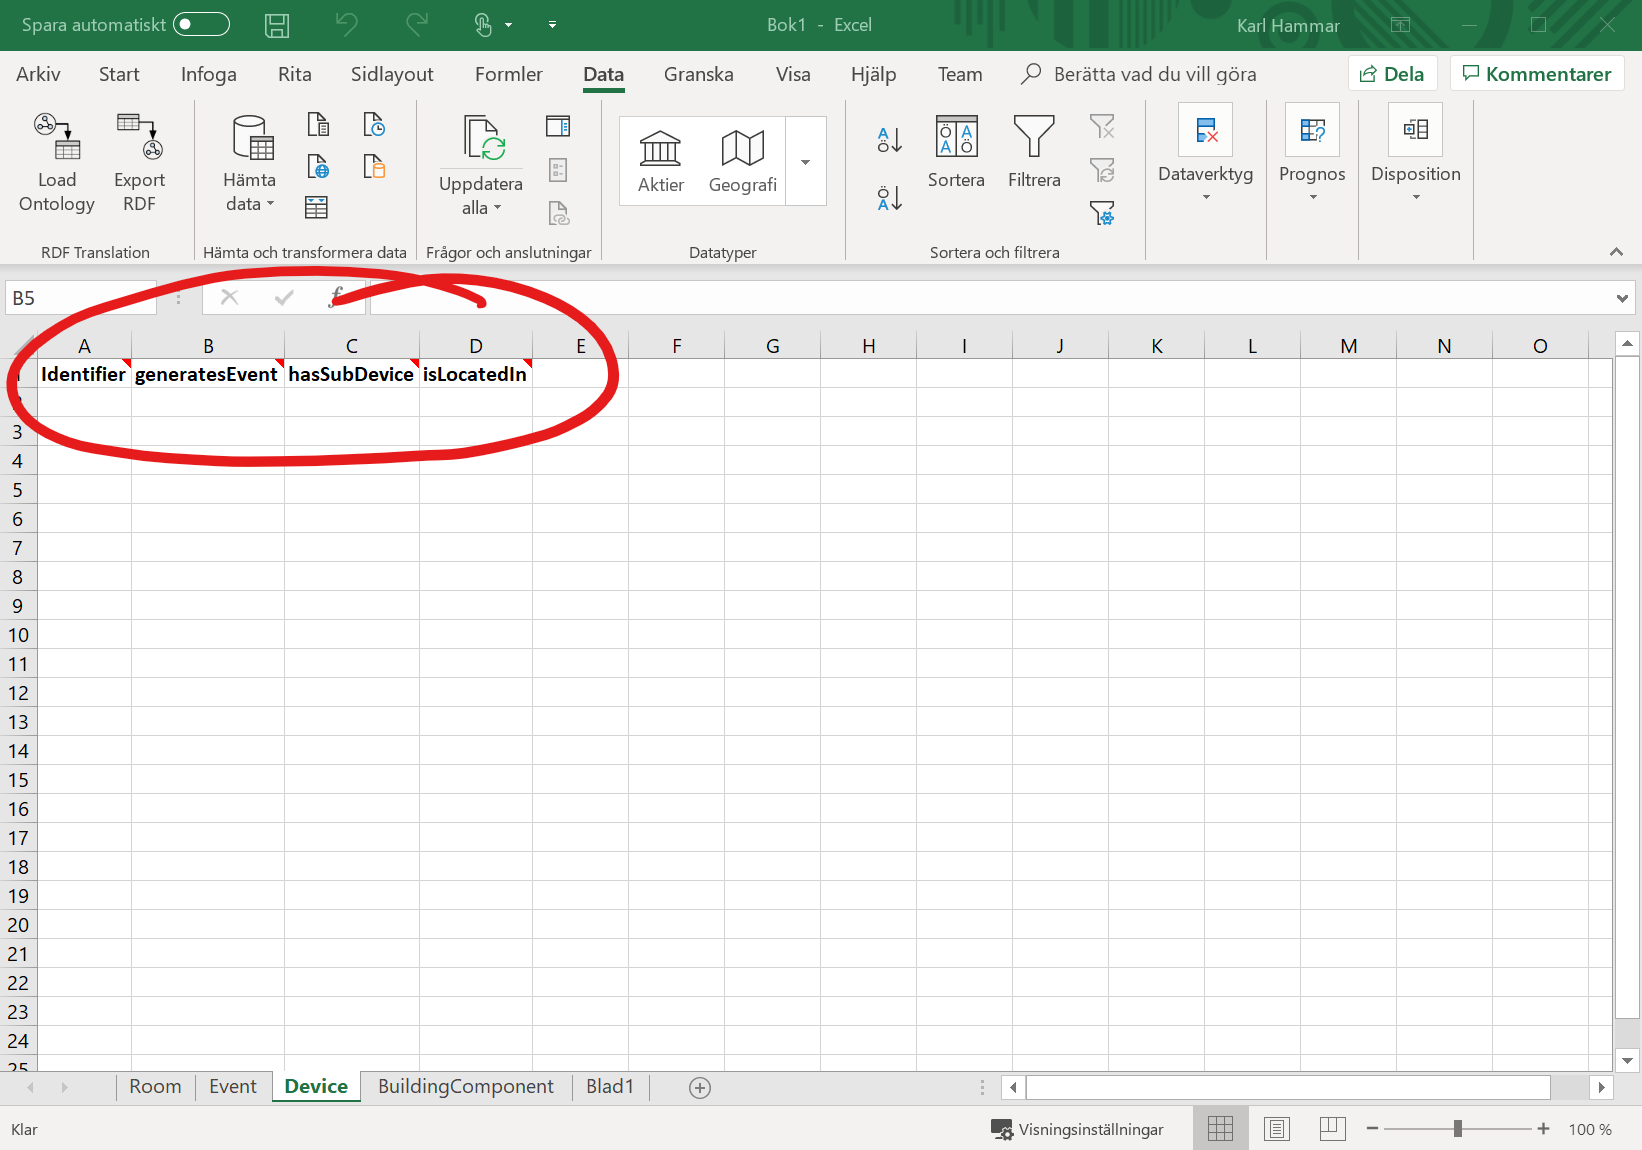 Spara automatiskt
Bok1 - Excel
Karl Hammar
Arkiv Start Infoga Rita Sidlayout Formler Data Granska Visa Hjälp Team Berätta vad du vill göra Dela Kommentarer
Load Ontology
Export RDF
RDF Translation
Hämta data
Hämta och transformera data
Uppdatera alla
Frågor och anslutningar
Aktier
Geografi
Datatyper
Sortera
Filtrera
Sortera och filtrera
Dataverktyg
Prognos
Disposition
B5
A B C D E F G H I J K L M N O
Identifier generatesEvent hasSubDevice isLocatedIn
2
3
4
5
6
7
8
9
10
11
12
13
14
15
16
17
18
19
20
21
22
23
24
25
Room Event Device BuildingComponent Blad1
Klar
Visningsinställningar
100 %